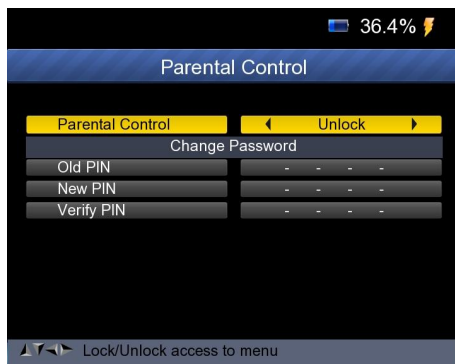 36.4%
Parental Control
Parental Control Unlock
Change Password
Old PIN - - - -
New PIN - - - -
Verify PIN - - - -
Lock/Unlock access to menu